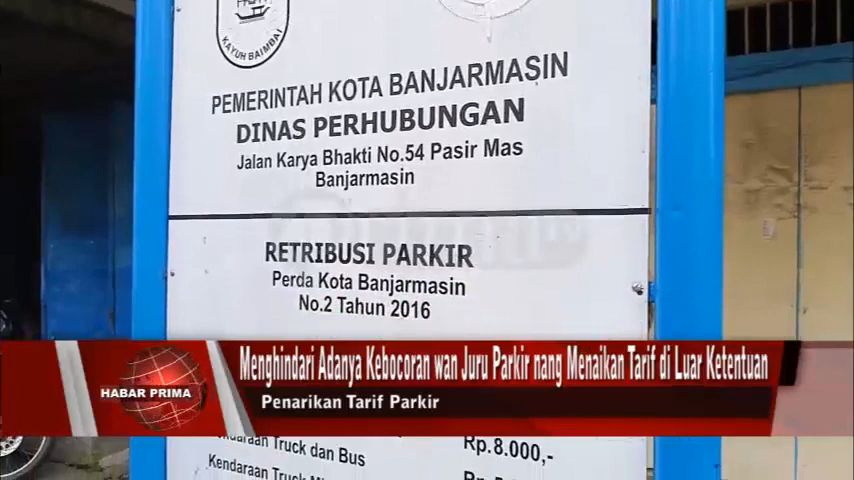 KAYUH BAIMBAI
PEMERINTAH KOTA BANJARMASIN
DINAS PERHUBUNGAN
Jalan Karya Bhakti No.54 Pasir Mas
Banjarmasin
RETRIBUSI PARKIR
Perda Kota Banjarmasin
No.2 Tahun 2016
Menghindari Adanya Kebocoran wan Juru Parkir nang Menaikan Tarif di Luar Ketentuan
HABAR PRIMA
Penarikan Tarif Parkir
Kendaraan Truck dan Bus Rp.8.000,-
Kendaraan Truck